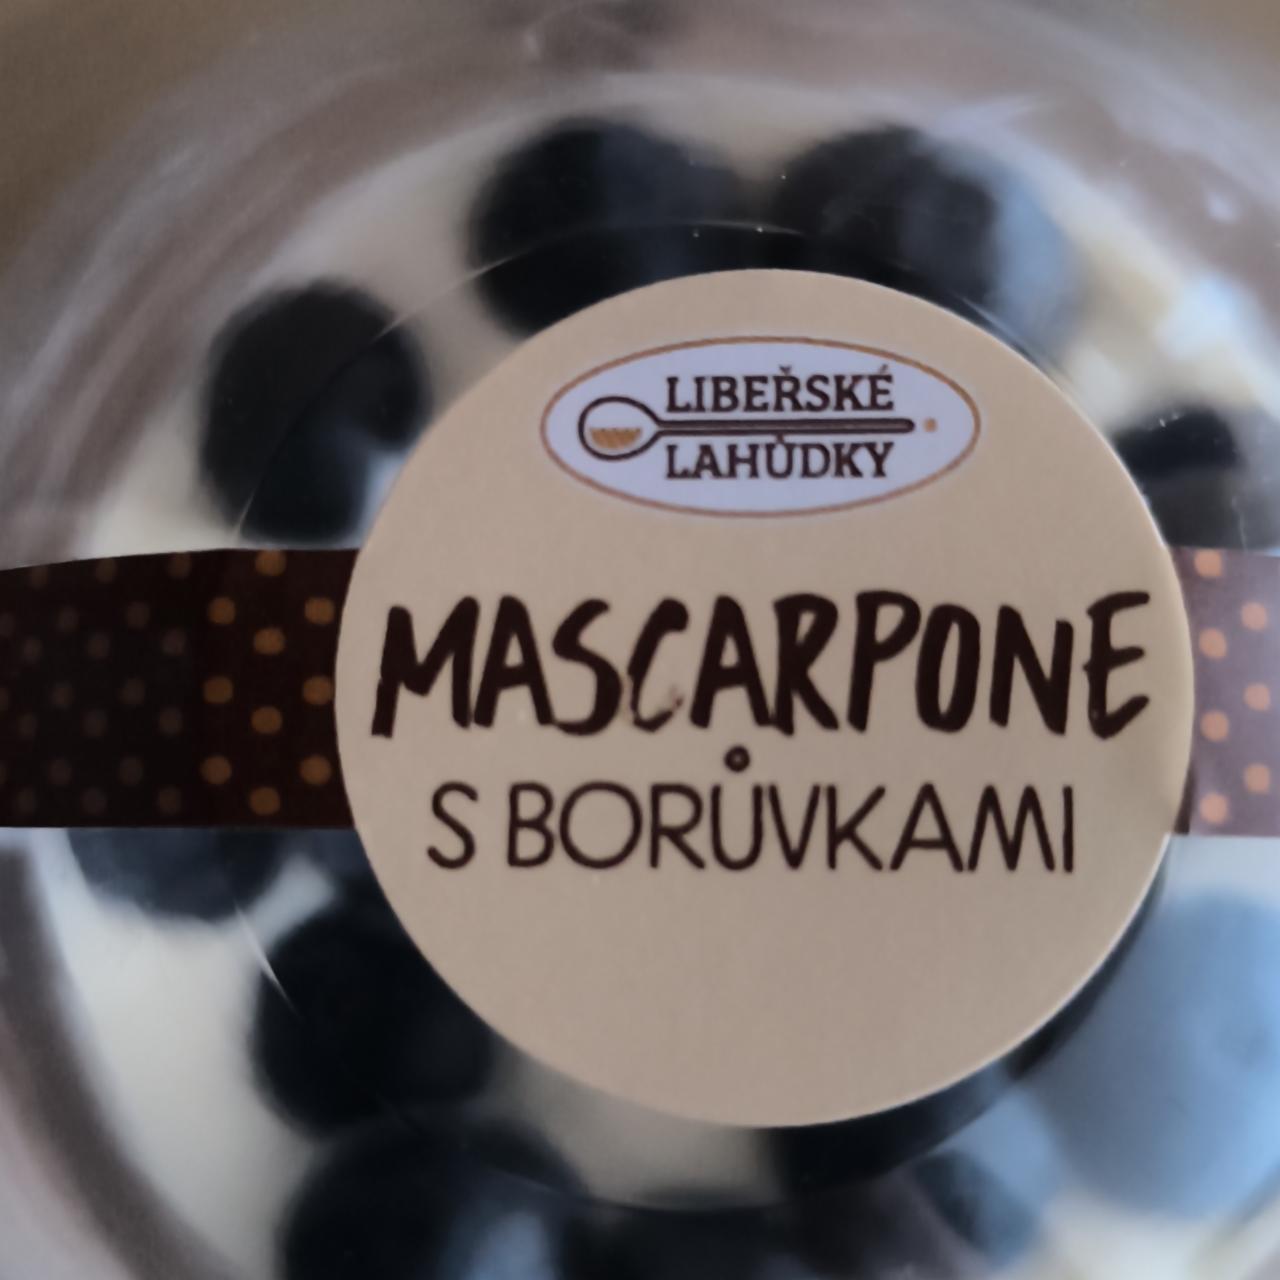 LIBEŘSKÉ
LAHŮDKY
MASCARPONE
S BORŮVKAMI